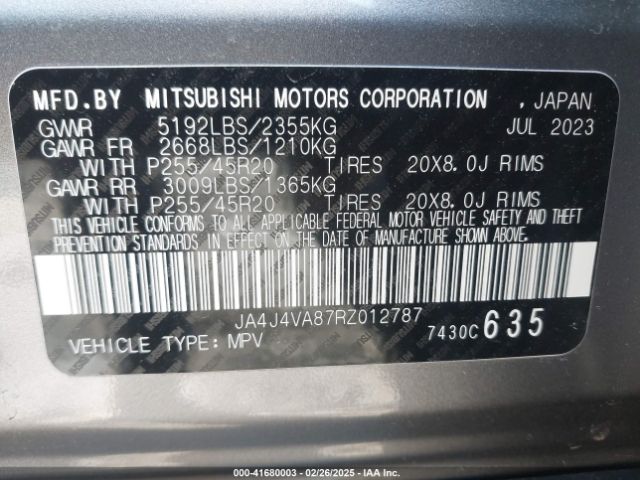 MFD.BY MITSUBISHI MOTORS CORPORATION , JAPAN
GVWR 5192LBS/2355KG JUL 2023
GAWR FR 2668LBS/1210KG
WITH P255/45R20 TIRES 20X8.0J RIMS
GAWR RR 3009LBS/1365KG
WITH P255/45R20 TIRES 20X8.0J RIMS
THIS VEHICLE CONFORMS TO ALL APPLICABLE FEDERAL MOTOR VEHICLE SAFETY AND THEFT
PREVENTION STANDARDS IN EFFECT ON THE DATE OF MANUFACTURE SHOWN ABOVE.
JA4J4VA87RZ012787
7430C635
VEHICLE TYPE: MPV
000-41680003 - 02/26/2025 - IAA Inc.